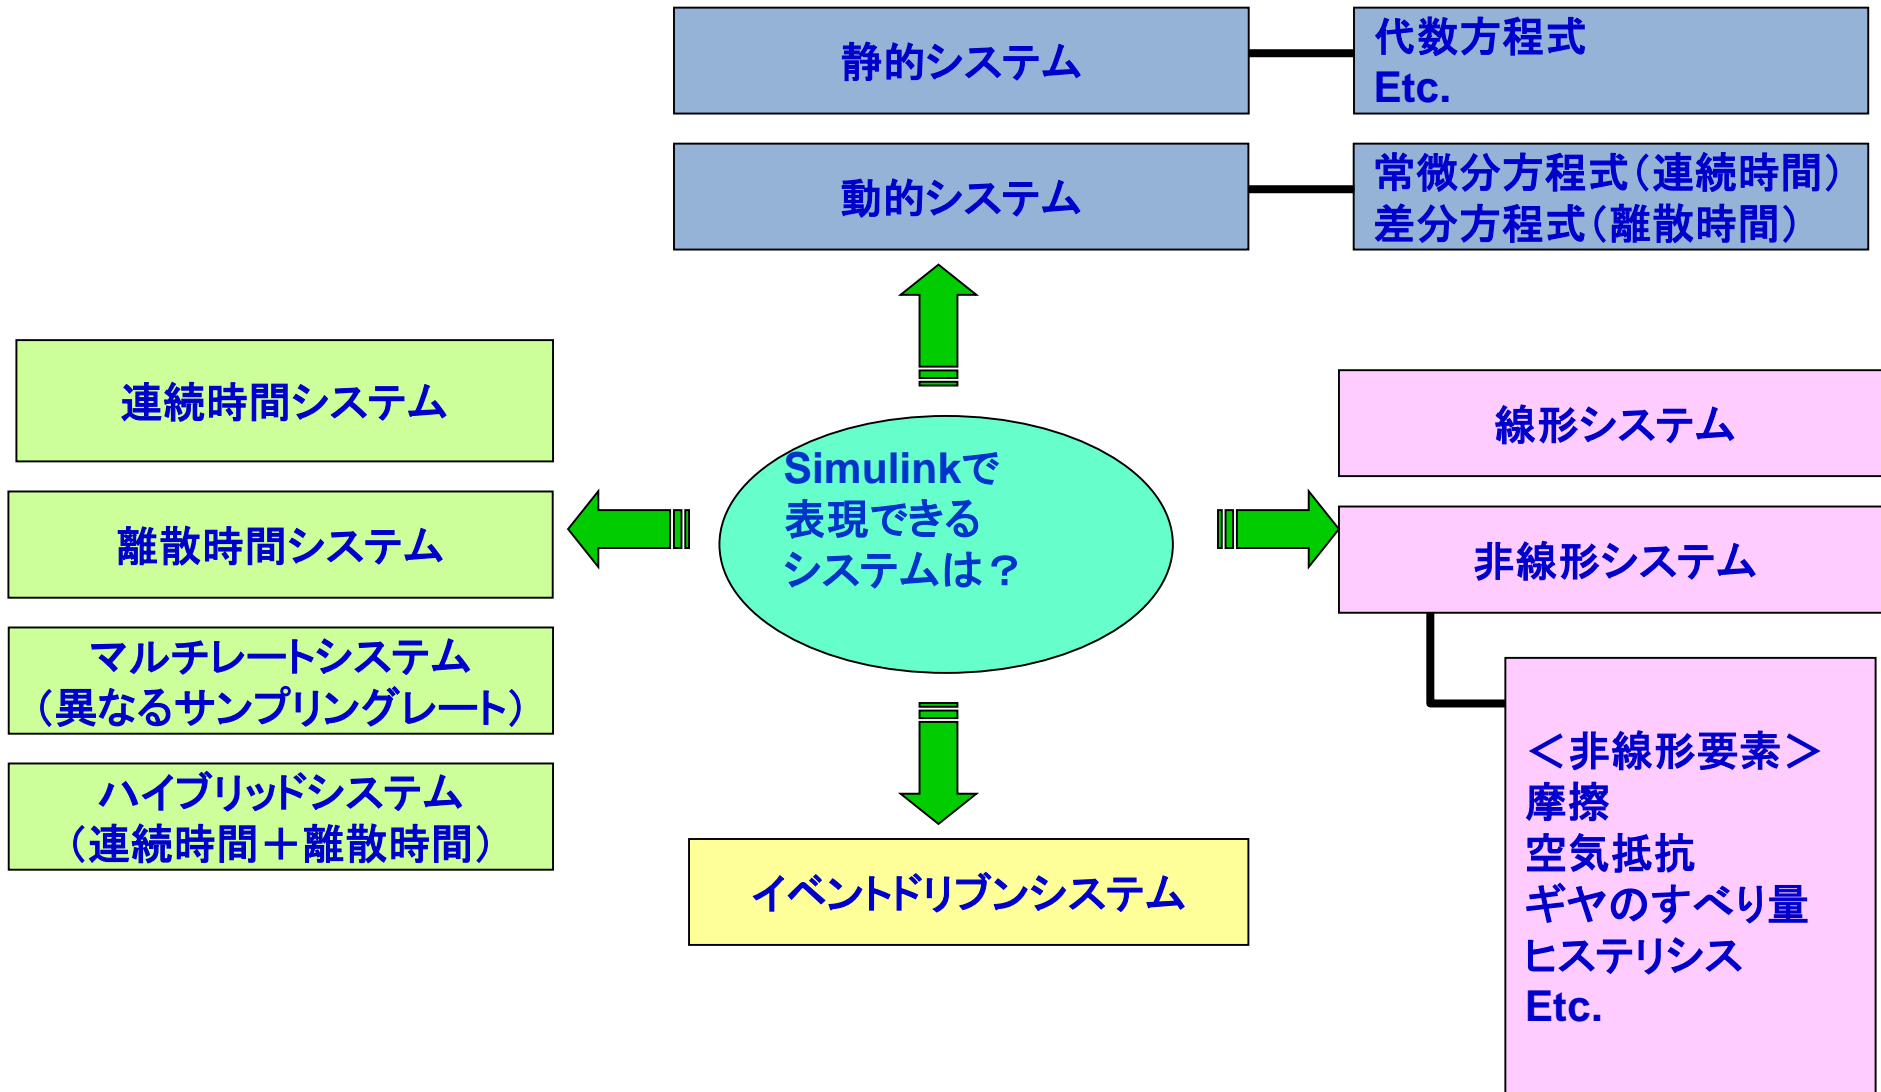 静的システム
代数方程式
Etc.
動的システム
常微分方程式（連続時間）
差分方程式（離散時間）
連続時間システム
離散時間システム
マルチレートシステム
（異なるサンプリングレート）
ハイブリッドシステム
（連続時間＋離散時間）
Simulinkで
表現できる
システムは？
線形システム
非線形システム
＜非線形要素＞
摩擦
空気抵抗
ギヤのすべり量
ヒステリシス
Etc.
イベントドリブンシステム